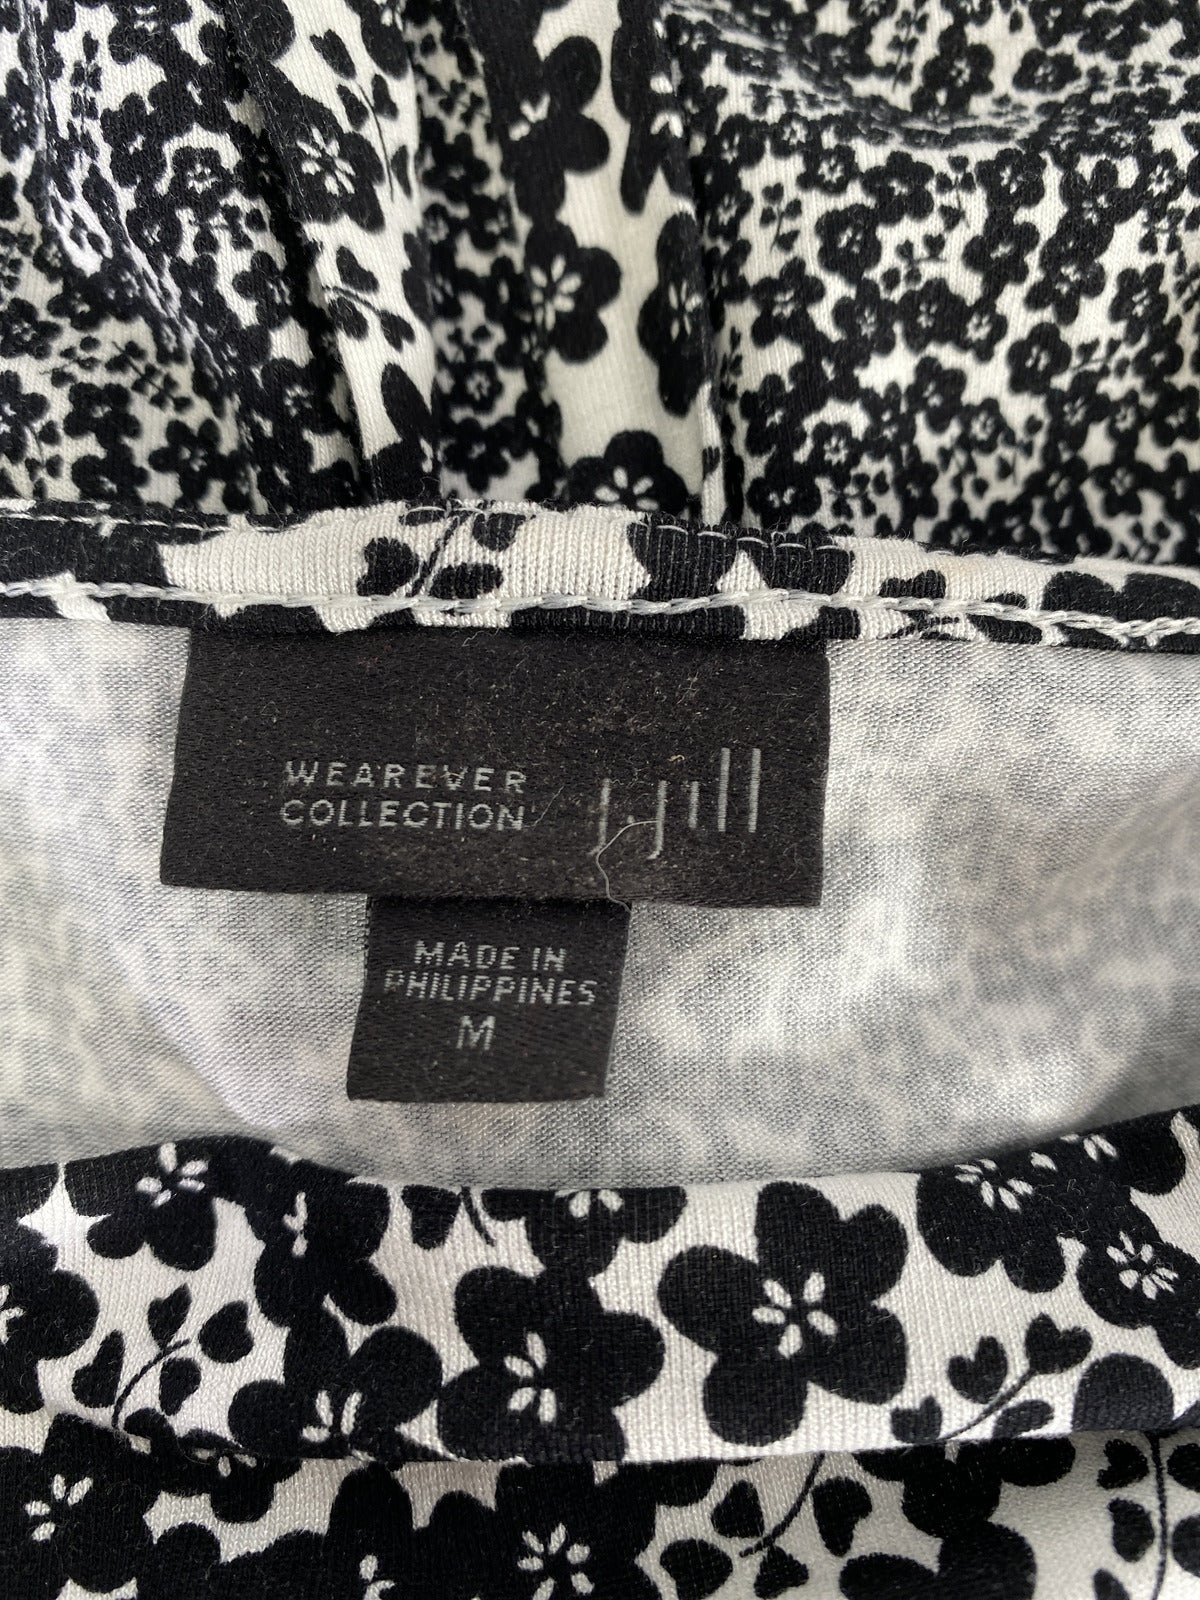 WEAREVER
COLLECTION
J.Jill
MADE IN
PHILIPPINES
M